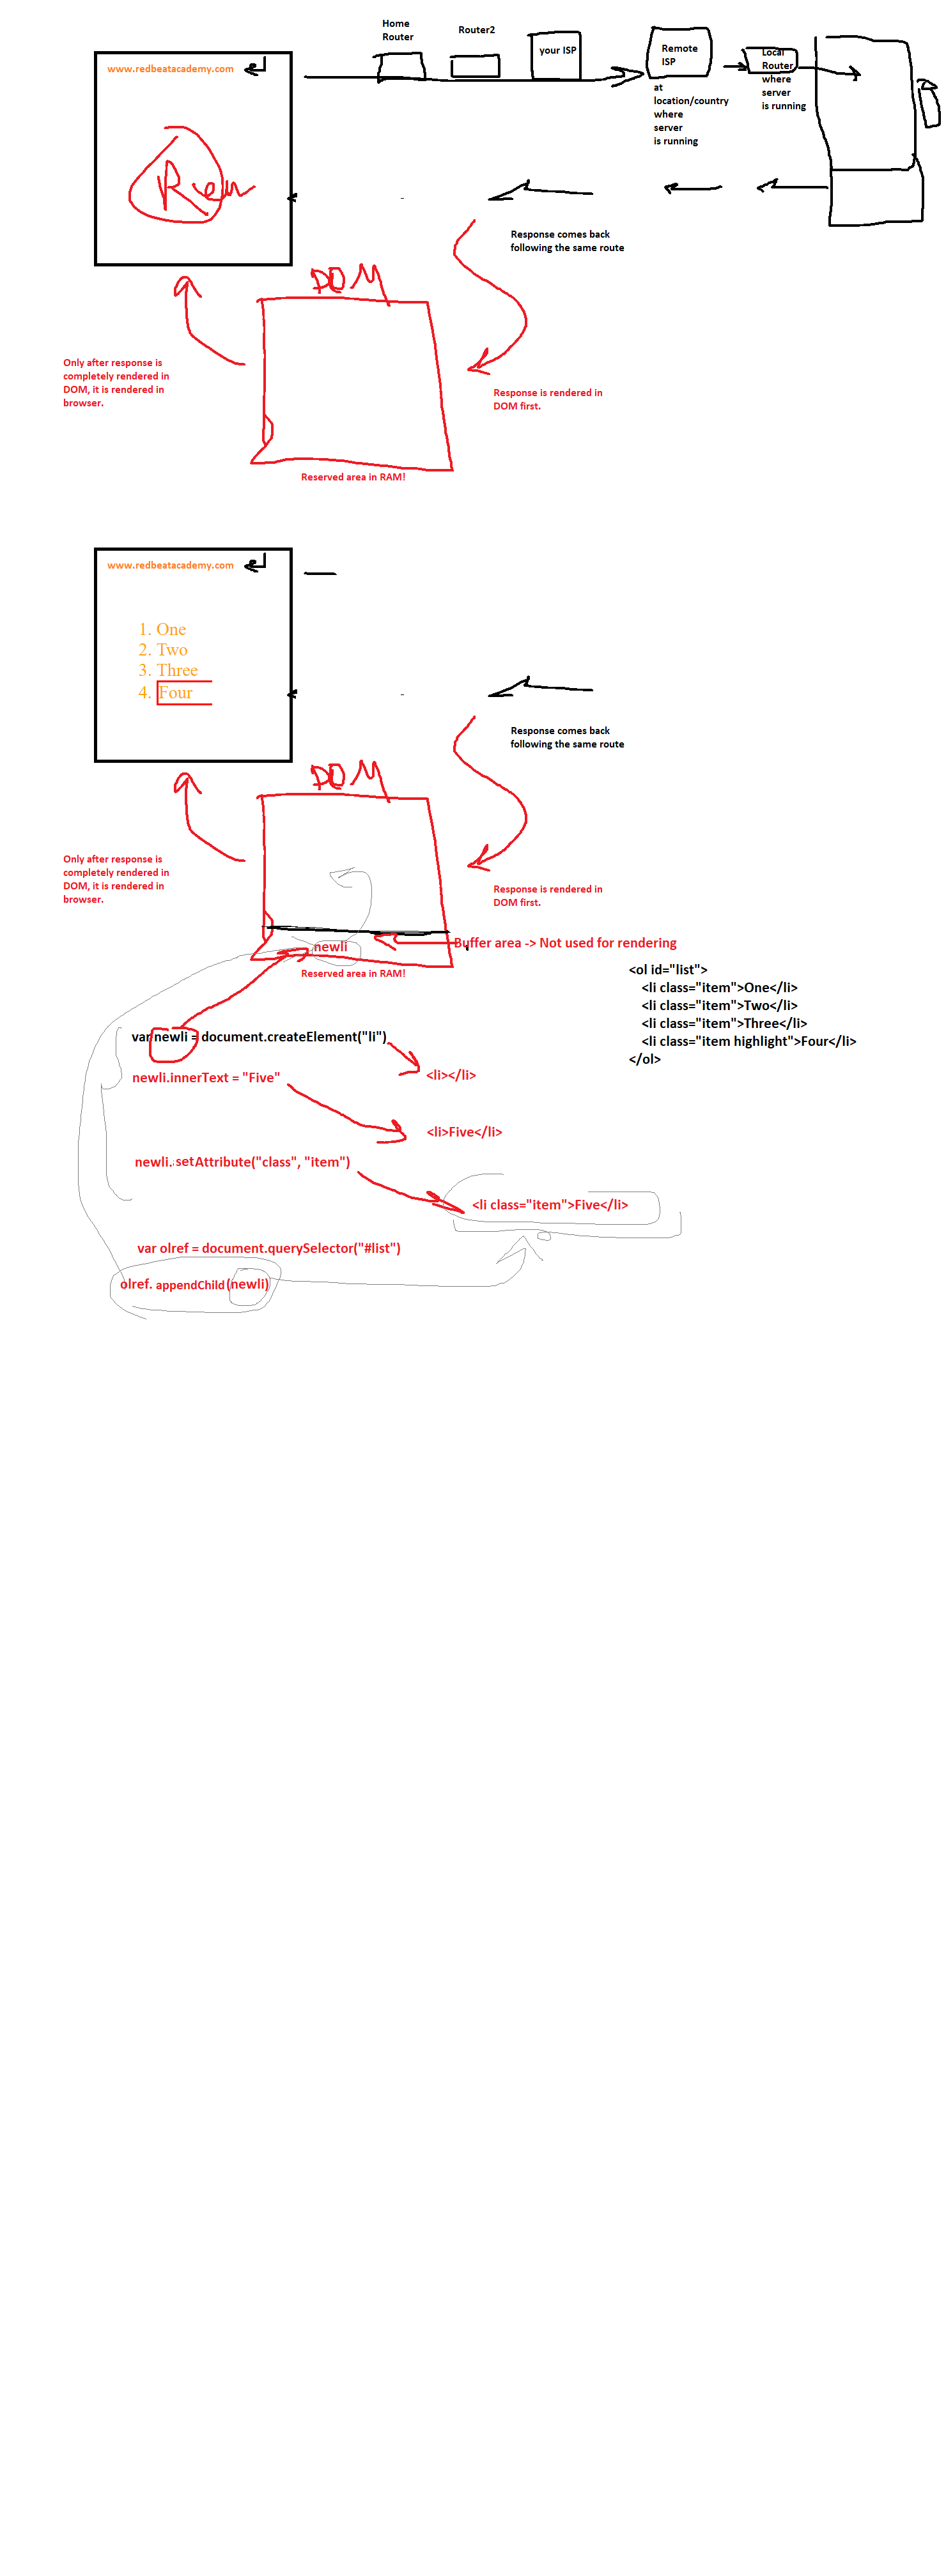 Home
Router
Router2
your ISP
Remote
ISP
at
location/country
where
server
is running
Local
Router
where
server
is running
www.redbeatacademy.com
Response comes back
following the same route
DOM
Only after response is
completely rendered in
DOM, it is rendered in
browser.
Response is rendered in
DOM first.
Reserved area in RAM!
www.redbeatacademy.com
1. One
2. Two
3. Three
4. Four
Response comes back
following the same route
DOM
Only after response is
completely rendered in
DOM, it is rendered in
browser.
Response is rendered in
DOM first.
newli
Buffer area -> Not used for rendering
Reserved area in RAM!
<ol id="list">
<li class="item">One</li>
<li class="item">Two</li>
<li class="item">Three</li>
<li class="item highlight">Four</li>
</ol>
var newli = document.createElement("li")
<li></li>
newli.innerText = "Five"
<li>Five</li>
newli.setAttribute("class", "item")
<li class="item">Five</li>
var olref = document.querySelector("#list")
olref. appendChild(newli)